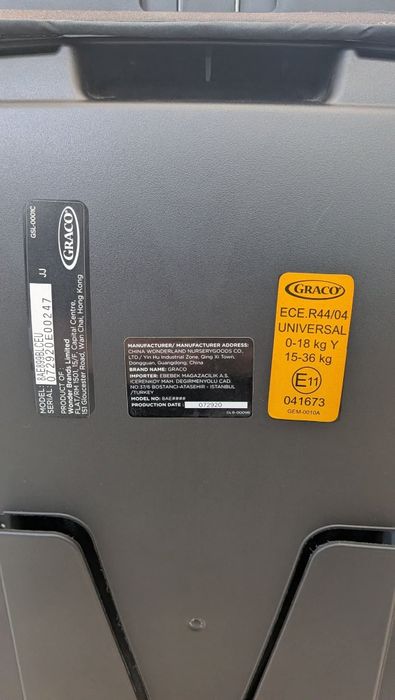 GSL-0001C
GRACO
MODEL: 8AE999BLCEU
SERIAL: 072920E00247
JJ
PRODUCT OF
Wonder Brands Limited
FLAT/RM 1501, 15/F, Capital Centre,
151 Gloucester Road, Wan Chai, Hong Kong
MANUFACTURER/ MANUFACTURER ADDRESS:
CHINA WONDERLAND NURSERYGOODS CO.,
LTD./ Yin Hu Industrial Zone, Qing Xi Town,
Dongguan, Guangdong, China
BRAND NAME: GRACO
IMPORTER: EBEBEK MAGAZACILIK A.S.
ICERENKOY MAH. DEGIRMENYOLU CAD.
NO:37/6 BOSTANCI-ATASEHIR - ISTANBUL
/TURKEY
MODEL NO: 8AE####
PRODUCTION DATE
072920
GRACO
ECE.R44/04
UNIVERSAL
0-18 kg Y
15-36 kg
E11
041673
GEM-0010A